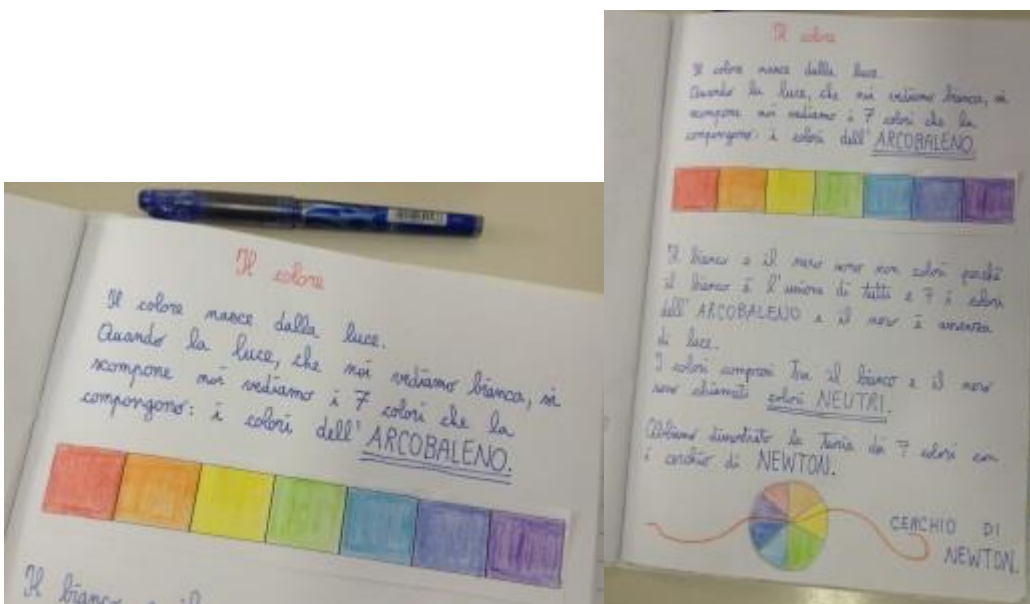 Il colore
Il colore nasce dalla luce.
Quando la luce, che noi vediamo bianca, si
scompone noi vediamo i 7 colori che la
compongono: i colori dell'ARCOBALENO.
Il bianco e il
Il colore
Il colore nasce dalla luce.
Quando la luce, che noi vediamo bianca, si
scompone noi vediamo i 7 colori che la
compongono: i colori dell'ARCOBALENO.
Il bianco e il nero sono non colori perché
il bianco è l'unione di tutti e 7 i colori
dell'ARCOBALENO e il nero è assenza
di luce.
I colori compresi tra il bianco e il nero
sono chiamati colori NEUTRI.
Abbiamo dimostrato la teoria dei 7 colori con
i cerchio di NEWTON.
CERCHIO DI
NEWTON.